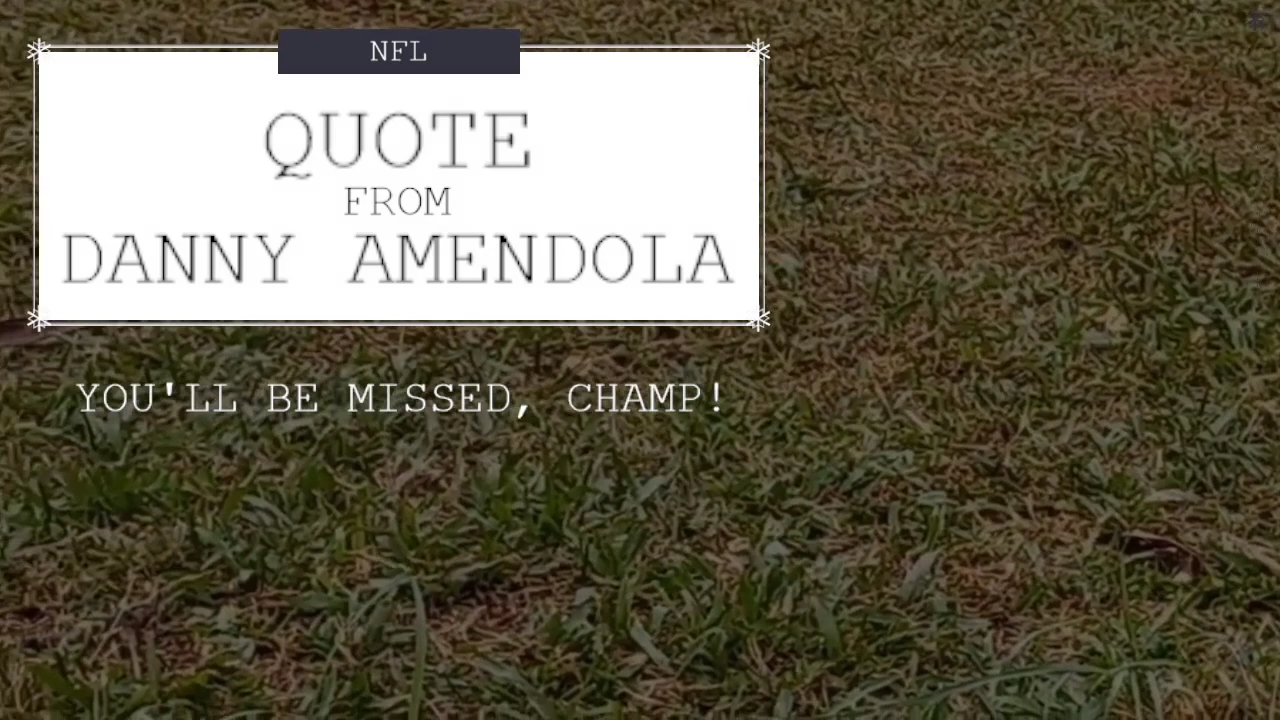 NFL
QUOTE
FROM
DANNY AMENDOLA
YOU'LL BE MISSED, CHAMP!